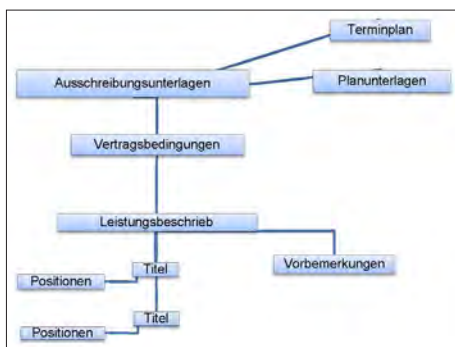 Terminplan
Ausschreibungsunterlagen
Planunterlagen
Vertragsbedingungen
Leistungsbeschrieb
Vorbemerkungen
Titel
Positionen
Titel
Positionen